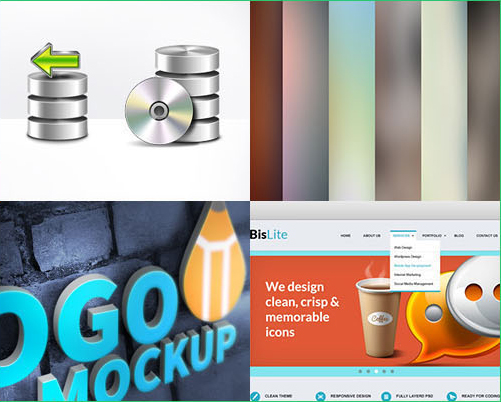 OGO
MOCKUP
BisLite
HOME ABOUT US SERVICES PORTFOLIO BLOG CONTACT US
Web Design
Wordpress Design
Internet Marketing
Social Media Management
We design
clean, crisp &
memorable
icons
Coffee
CLEAN THEME RESPONSIVE DESIGN FULLY LAYERD PSD READY FOR CODING